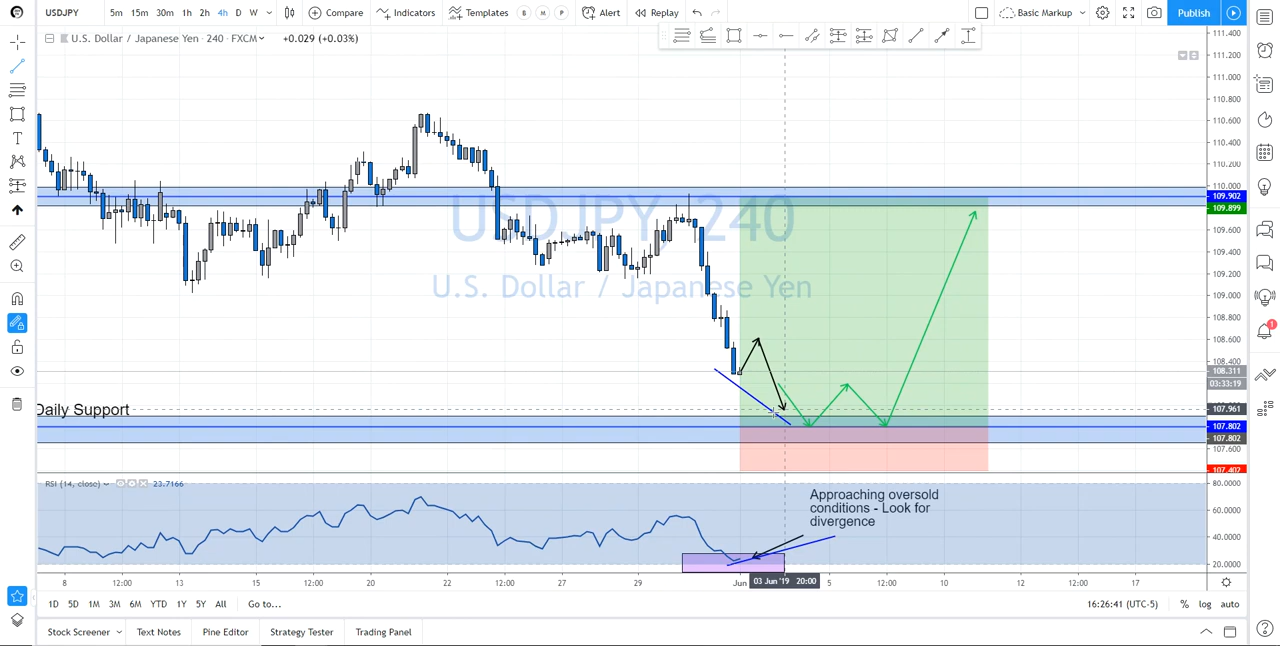 USDJPY 5m 15m 30m 1h 2h 4h D W Compare Indicators Templates B M P Alert Replay Basic Markup Publish
U.S. Dollar / Japanese Yen · 240 · FXCM +0.029 (+0.03%)
111.400
111.200
111.000
110.800
110.600
110.400
110.200
110.000
109.902
109.899
109.600
109.400
109.200
109.000
108.800
108.600
108.400
108.311
03:33:19
107.961
107.802
107.802
107.600
107.402
USDJPY, 240
U.S. Dollar / Japanese Yen
Daily Support
RSI (14, close) 23.7166
80.0000
60.0000
40.0000
20.0000
Approaching oversold
conditions - Look for
divergence
8 12:00 13 15 12:00 20 22 12:00 27 29 Jun 03 Jun '19 20:00 5 12:00 10 12 12:00 17
1D 5D 1M 3M 6M YTD 1Y 5Y All Go to... 16:26:41 (UTC-5) % log auto
Stock Screener Text Notes Pine Editor Strategy Tester Trading Panel
1